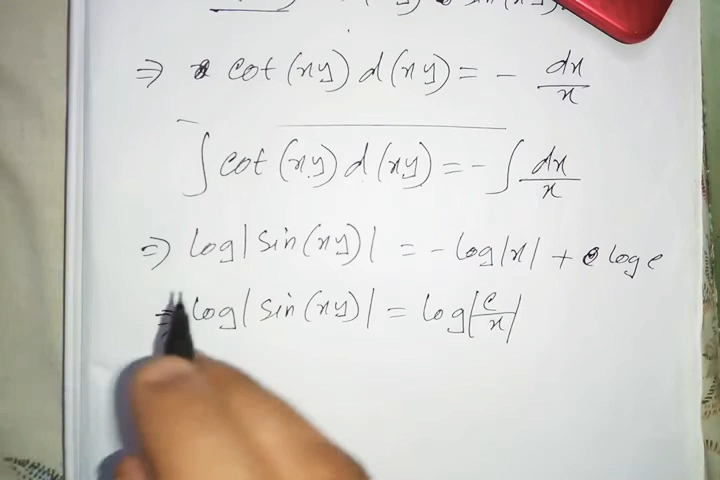 ⇒ cot (xy) d(xy) = - dx/x
∫ cot (xy) d(xy) = - ∫ dx/x
⇒ log|sin(xy)| = - log|x| + log c
⇒ log|sin(xy)| = log|c/x|